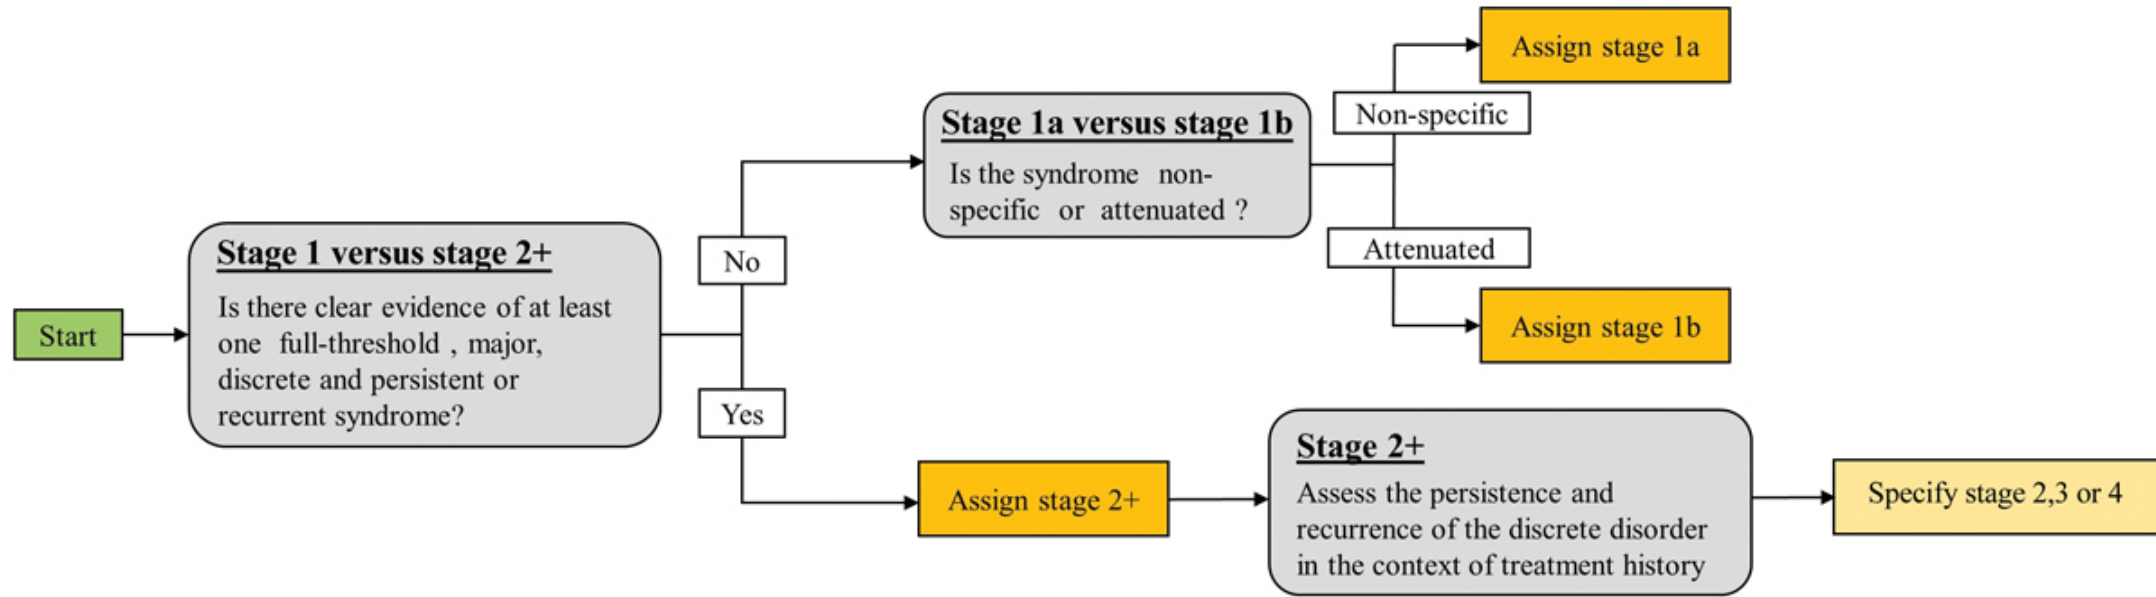 Start
Stage 1 versus stage 2+
Is there clear evidence of at least
one full-threshold , major,
discrete and persistent or
recurrent syndrome?
No
Yes
Stage 1a versus stage 1b
Is the syndrome non-
specific or attenuated ?
Non-specific
Attenuated
Assign stage 1a
Assign stage 1b
Assign stage 2+
Stage 2+
Assess the persistence and
recurrence of the discrete disorder
in the context of treatment history
Specify stage 2,3 or 4